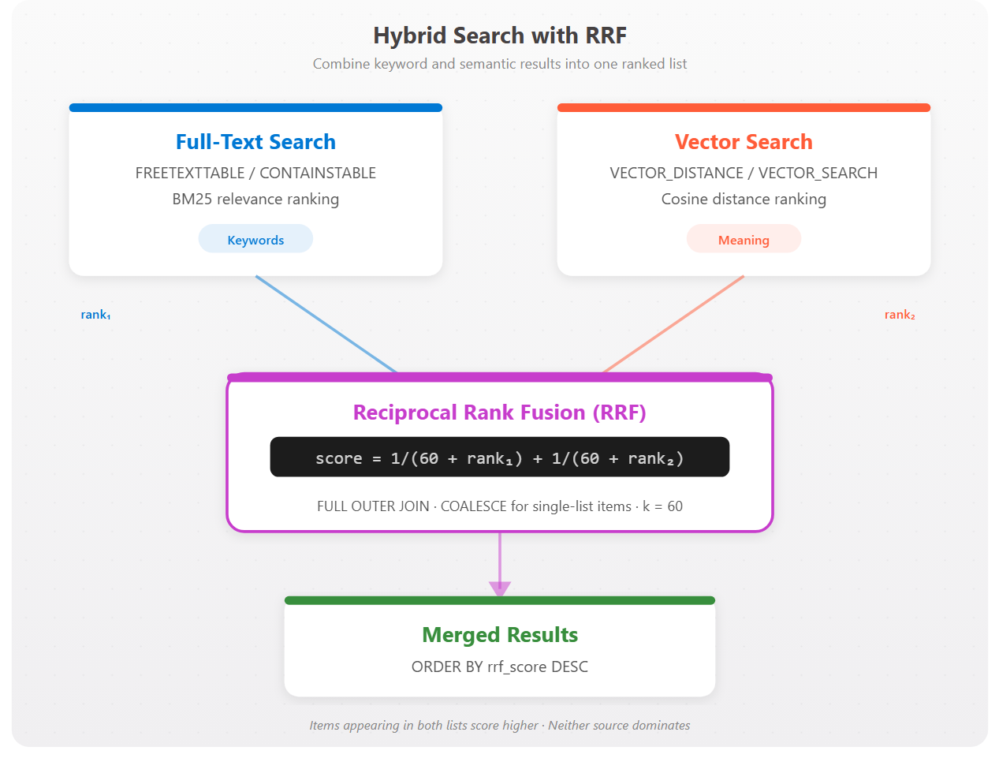 Hybrid Search with RRF
Combine keyword and semantic results into one ranked list
Full-Text Search
FREETEXTTABLE / CONTAINSTABLE
BM25 relevance ranking
Keywords
Vector Search
VECTOR_DISTANCE / VECTOR_SEARCH
Cosine distance ranking
Meaning
rank₁
rank₂
Reciprocal Rank Fusion (RRF)
score = 1/(60 + rank₁) + 1/(60 + rank₂)
FULL OUTER JOIN · COALESCE for single-list items · k = 60
Merged Results
ORDER BY rrf_score DESC
Items appearing in both lists score higher · Neither source dominates